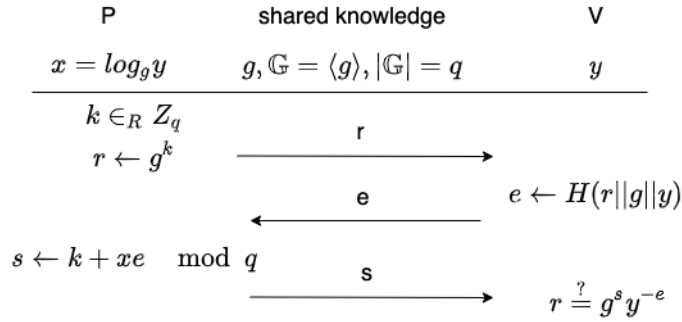 P shared knowledge V
x = log_g y g, 𝔾 = ⟨g⟩, |𝔾| = q y
k ∈_R Z_q
r ← g^k
r
e ← H(r||g||y)
e
s ← k + xe mod q
s
r ≟ g^s y^{-e}